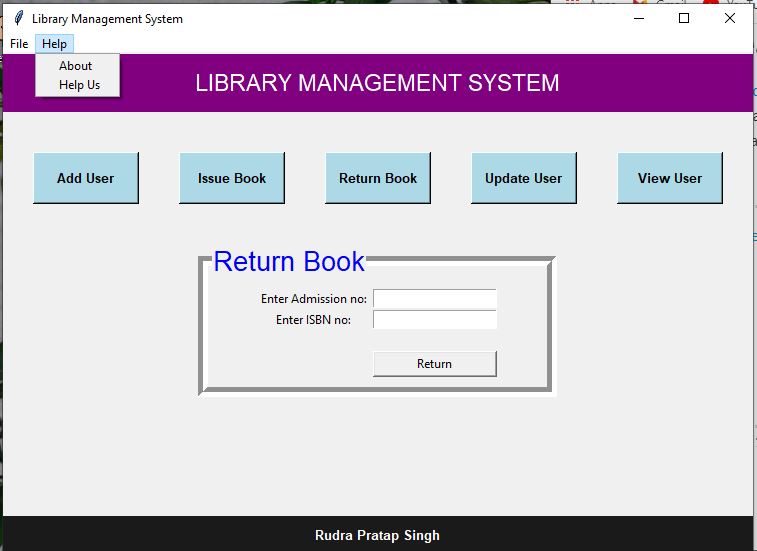 Library Management System
File Help
About
Help Us
LIBRARY MANAGEMENT SYSTEM
Add User Issue Book Return Book Update User View User
Return Book
Enter Admission no:
Enter ISBN no:
Return
Rudra Pratap Singh